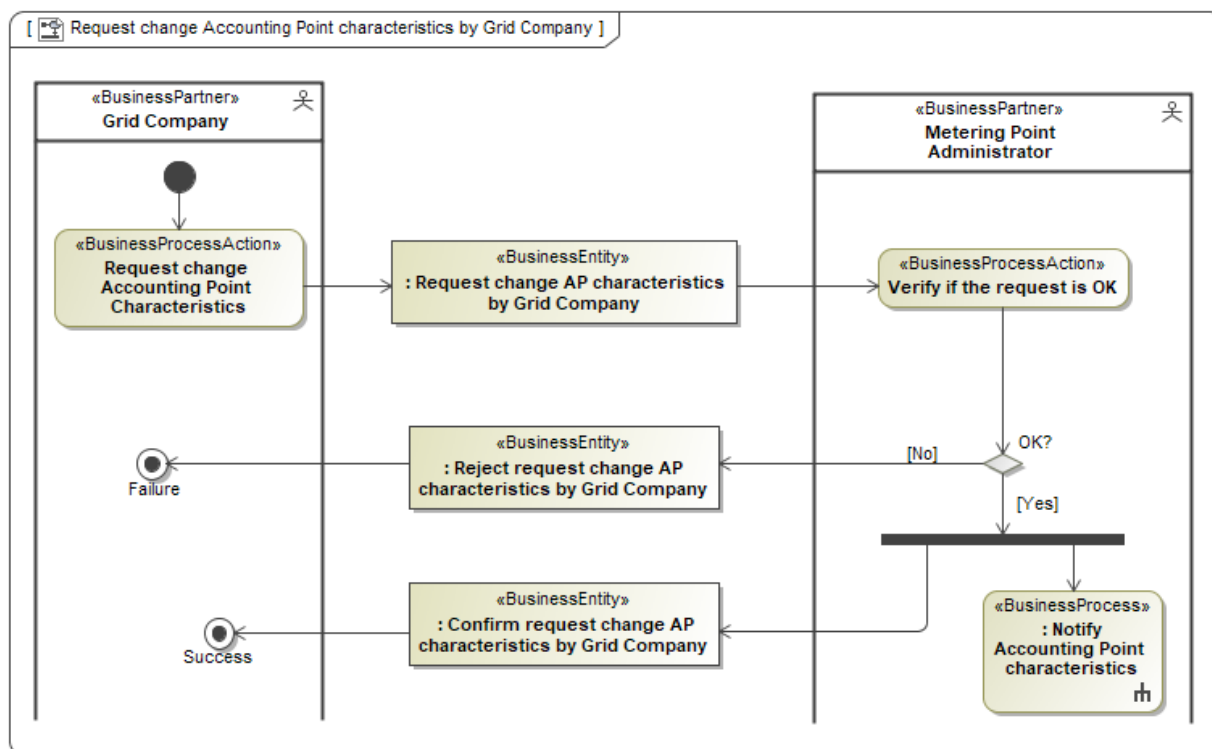 [ Request change Accounting Point characteristics by Grid Company ]
«BusinessPartner»
Grid Company
«BusinessPartner»
Metering Point
Administrator
«BusinessProcessAction»
Request change
Accounting Point
Characteristics
«BusinessEntity»
: Request change AP characteristics
by Grid Company
«BusinessProcessAction»
Verify if the request is OK
OK?
[No]
«BusinessEntity»
: Reject request change AP
characteristics by Grid Company
Failure
[Yes]
«BusinessEntity»
: Confirm request change AP
characteristics by Grid Company
Success
«BusinessProcess»
: Notify
Accounting Point
characteristics